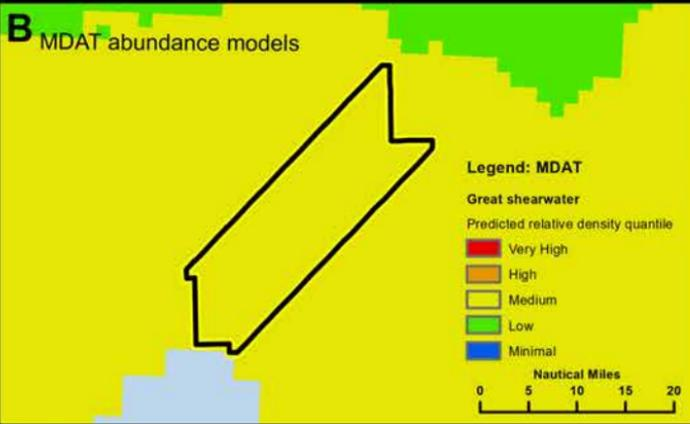 B MDAT abundance models
Legend: MDAT
Great shearwater
Predicted relative density quantile
Very High
High
Medium
Low
Minimal
Nautical Miles
0 5 10 15 20